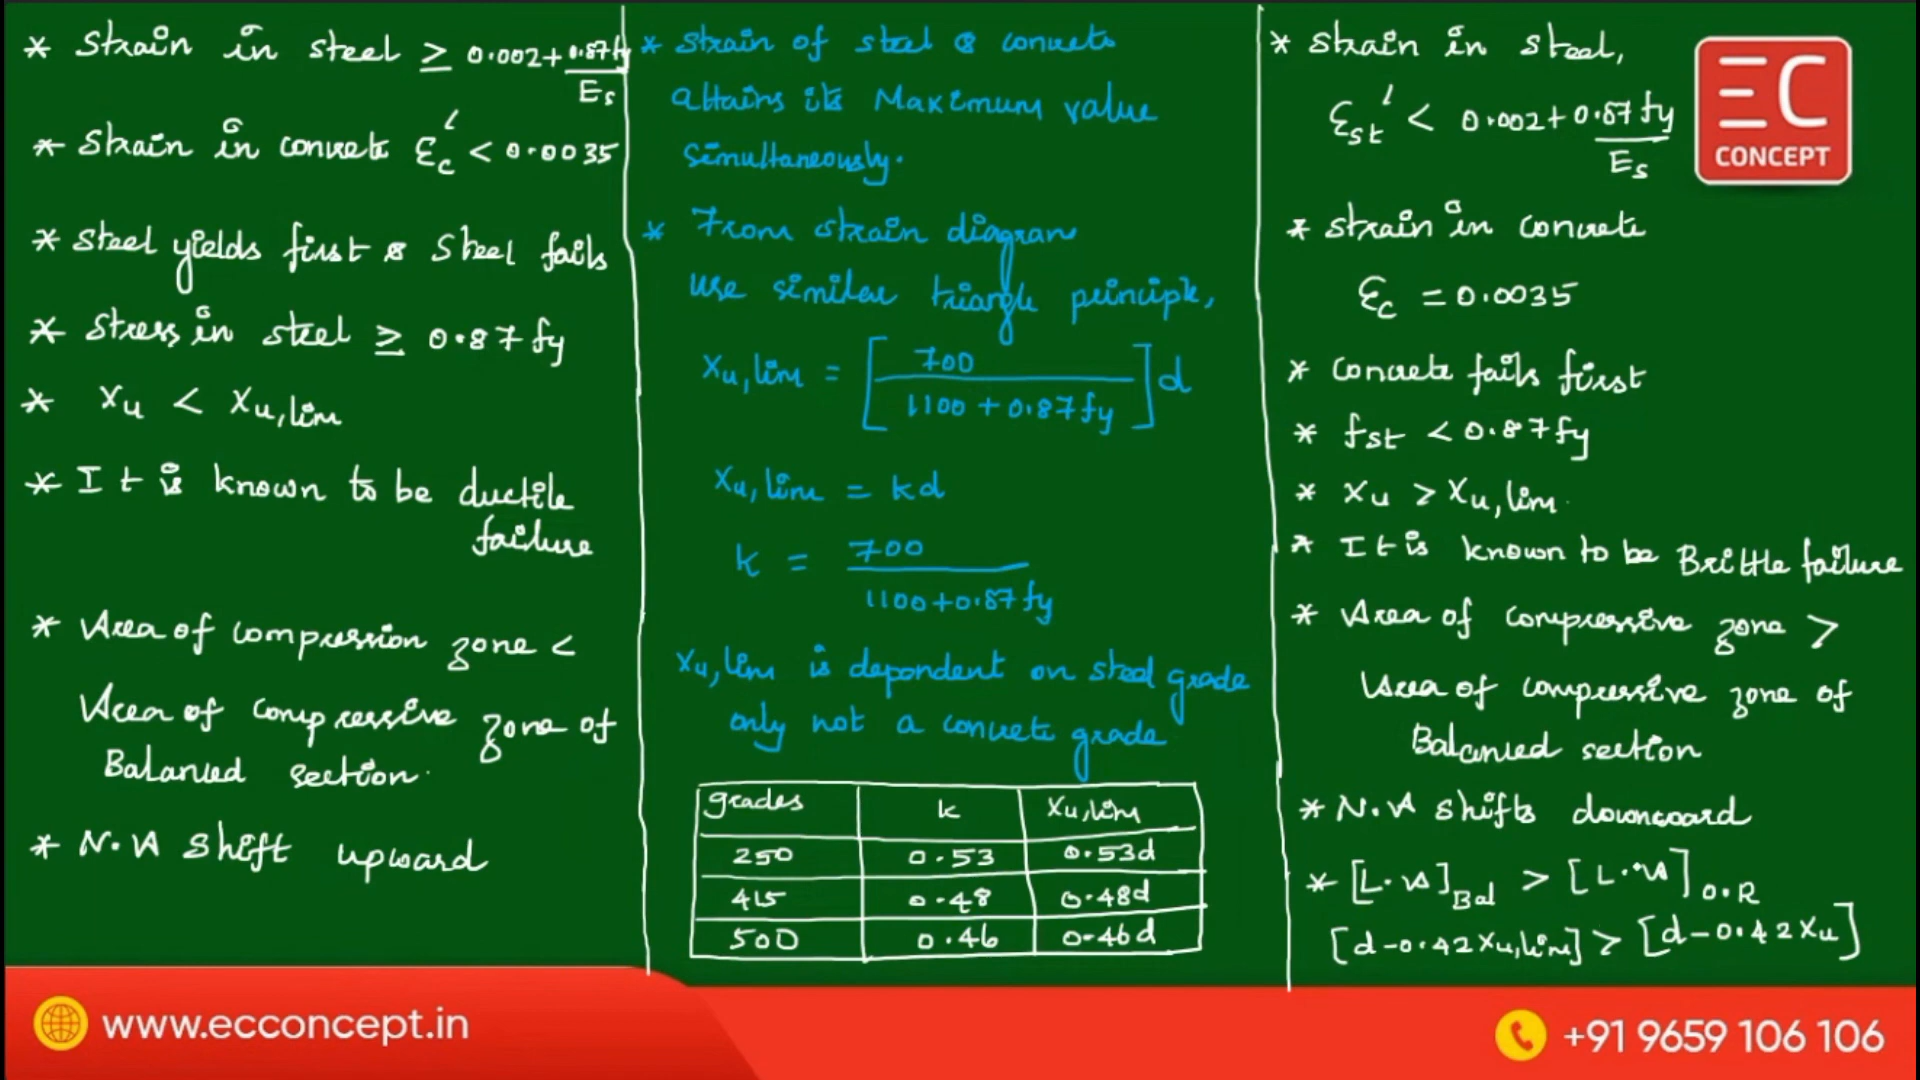 * Strain in steel ≥ 0.002 + 0.87fy
Es
* Strain in concrete εc' < 0.0035
* Steel yields first & Steel fails
* Stress in steel ≥ 0.87fy
* Xu < Xu,lim
* It is known to be ductile
failure
* Area of compression zone <
Area of compressive zone of
Balanced section.
* N.A Shift upward
* Strain of steel & concrete
attains its Maximum value
Simultaneously.
* From strain diagram
use similar triangle principle,
Xu,lim = [700
1100 + 0.87fy] d
Xu,lim = kd
k = 700
1100+0.87fy
Xu,lim is dependent on steel grade
only not a concrete grade
grades k Xu,lim
250 0.53 0.53d
415 0.48 0.48d
500 0.46 0.46d
* Strain in steel,
εst' < 0.002 + 0.87fy
Es
* Strain in concrete
εc = 0.0035
* Concrete fails first
* fst < 0.87fy
* Xu > Xu,lim.
* It is known to be Brittle failure
* Area of compressive zone >
Area of compressive zone of
Balanced section
* N.A shifts downward
* [L.A]Bal > [L.A]O.R
[d-0.42Xu,lim] > [d-0.42Xu]
EC
CONCEPT
www.ecconcept.in
+91 9659 106 106